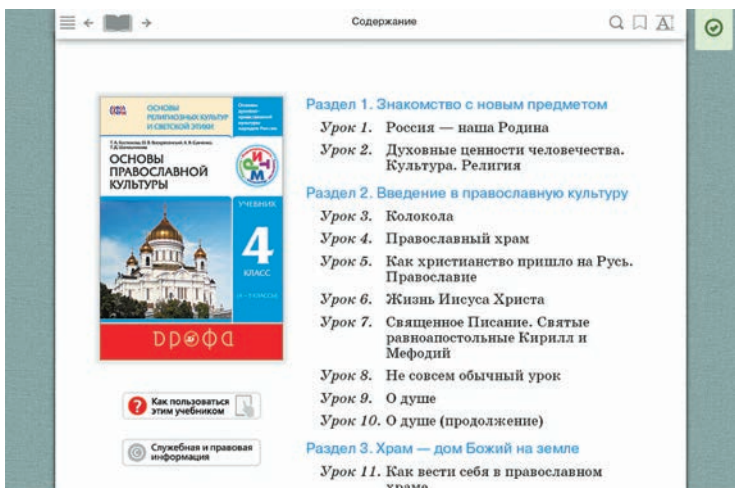 Содержание
ОСНОВЫ
РЕЛИГИОЗНЫХ КУЛЬТУР
И СВЕТСКОЙ ЭТИКИ
ОСНОВЫ
ПРАВОСЛАВНОЙ
КУЛЬТУРЫ
РИТМ
УЧЕБНИК
4
КЛАСС
(4–5 КЛАССЫ)
ДРОФА
Как пользоваться
этим учебником
Служебная и правовая
информация
Раздел 1. Знакомство с новым предметом
Урок 1. Россия — наша Родина
Урок 2. Духовные ценности человечества.
Культура. Религия
Раздел 2. Введение в православную культуру
Урок 3. Колокола
Урок 4. Православный храм
Урок 5. Как христианство пришло на Русь.
Православие
Урок 6. Жизнь Иисуса Христа
Урок 7. Священное Писание. Святые
равноапостольные Кирилл и
Мефодий
Урок 8. Не совсем обычный урок
Урок 9. О душе
Урок 10. О душе (продолжение)
Раздел 3. Храм — дом Божий на земле
Урок 11. Как вести себя в православном
храме